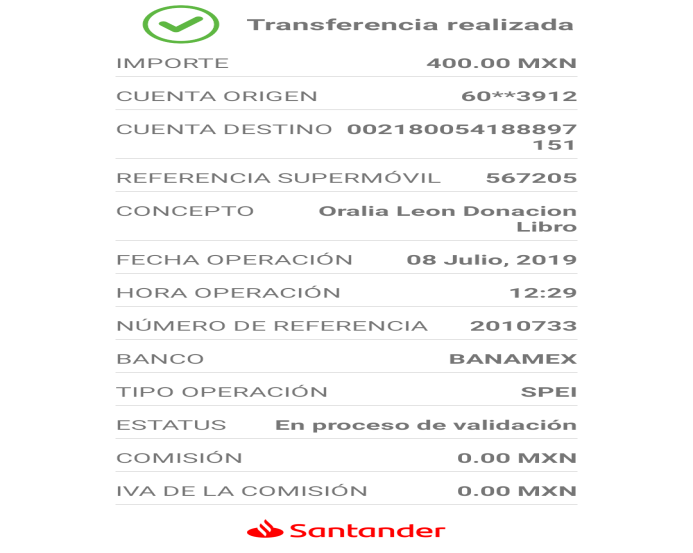 Transferencia realizada
IMPORTE 400.00 MXN
CUENTA ORIGEN 60**3912
CUENTA DESTINO 002180054188897
151
REFERENCIA SUPERMÓVIL 567205
CONCEPTO Oralia Leon Donacion
Libro
FECHA OPERACIÓN 08 Julio, 2019
HORA OPERACIÓN 12:29
NÚMERO DE REFERENCIA 2010733
BANCO BANAMEX
TIPO OPERACIÓN SPEI
ESTATUS En proceso de validación
COMISIÓN 0.00 MXN
IVA DE LA COMISIÓN 0.00 MXN
Santander